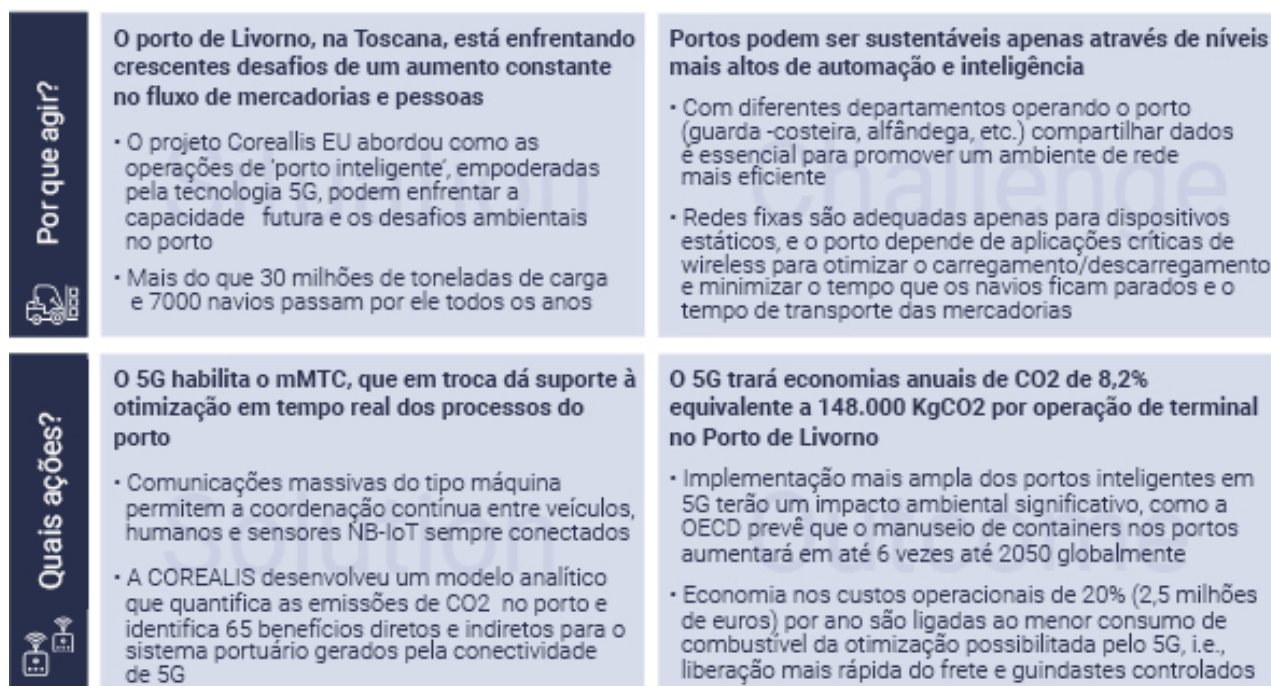 Por que agir?
O porto de Livorno, na Toscana, está enfrentando
crescentes desafios de um aumento constante
no fluxo de mercadorias e pessoas
• O projeto Coreallis EU abordou como as
operações de 'porto inteligente', empoderadas
pela tecnologia 5G, podem enfrentar a
capacidade futura e os desafios ambientais
no porto
• Mais do que 30 milhões de toneladas de carga
e 7000 navios passam por ele todos os anos
Challenge
Portos podem ser sustentáveis apenas através de níveis
mais altos de automação e inteligência
• Com diferentes departamentos operando o porto
(guarda -costeira, alfândega, etc.) compartilhar dados
é essencial para promover um ambiente de rede
mais eficiente
• Redes fixas são adequadas apenas para dispositivos
estáticos, e o porto depende de aplicações críticas de
wireless para otimizar o carregamento/descarregamento
e minimizar o tempo que os navios ficam parados e o
tempo de transporte das mercadorias
Quais ações?
Solution
O 5G habilita o mMTC, que em troca dá suporte à
otimização em tempo real dos processos do
porto
• Comunicações massivas do tipo máquina
permitem a coordenação contínua entre veículos,
humanos e sensores NB-IoT sempre conectados
• A COREALIS desenvolveu um modelo analítico
que quantifica as emissões de CO2 no porto e
identifica 65 benefícios diretos e indiretos para o
sistema portuário gerados pela conectividade
de 5G
Outcome
O 5G trará economias anuais de CO2 de 8,2%
equivalente a 148.000 KgCO2 por operação de terminal
no Porto de Livorno
• Implementação mais ampla dos portos inteligentes em
5G terão um impacto ambiental significativo, como a
OECD prevê que o manuseio de containers nos portos
aumentará em até 6 vezes até 2050 globalmente
• Economia nos custos operacionais de 20% (2,5 milhões
de euros) por ano são ligadas ao menor consumo de
combustível da otimização possibilitada pelo 5G, i.e.,
liberação mais rápida do frete e guindastes controlados